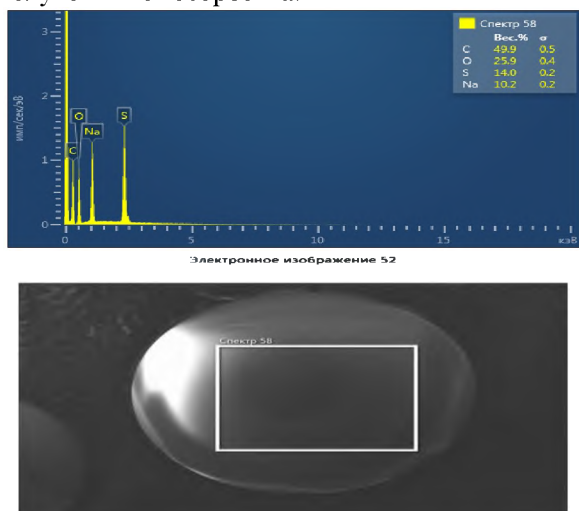 Спектр 58
Вес.% σ
C 49.9 0.5
O 25.9 0.4
S 14.0 0.2
Na 10.2 0.2
3
2
1
0
имп/сек/эВ
C
O
Na
S
0 5 10 15 кэВ
Электронное изображение 52
Спектр 58